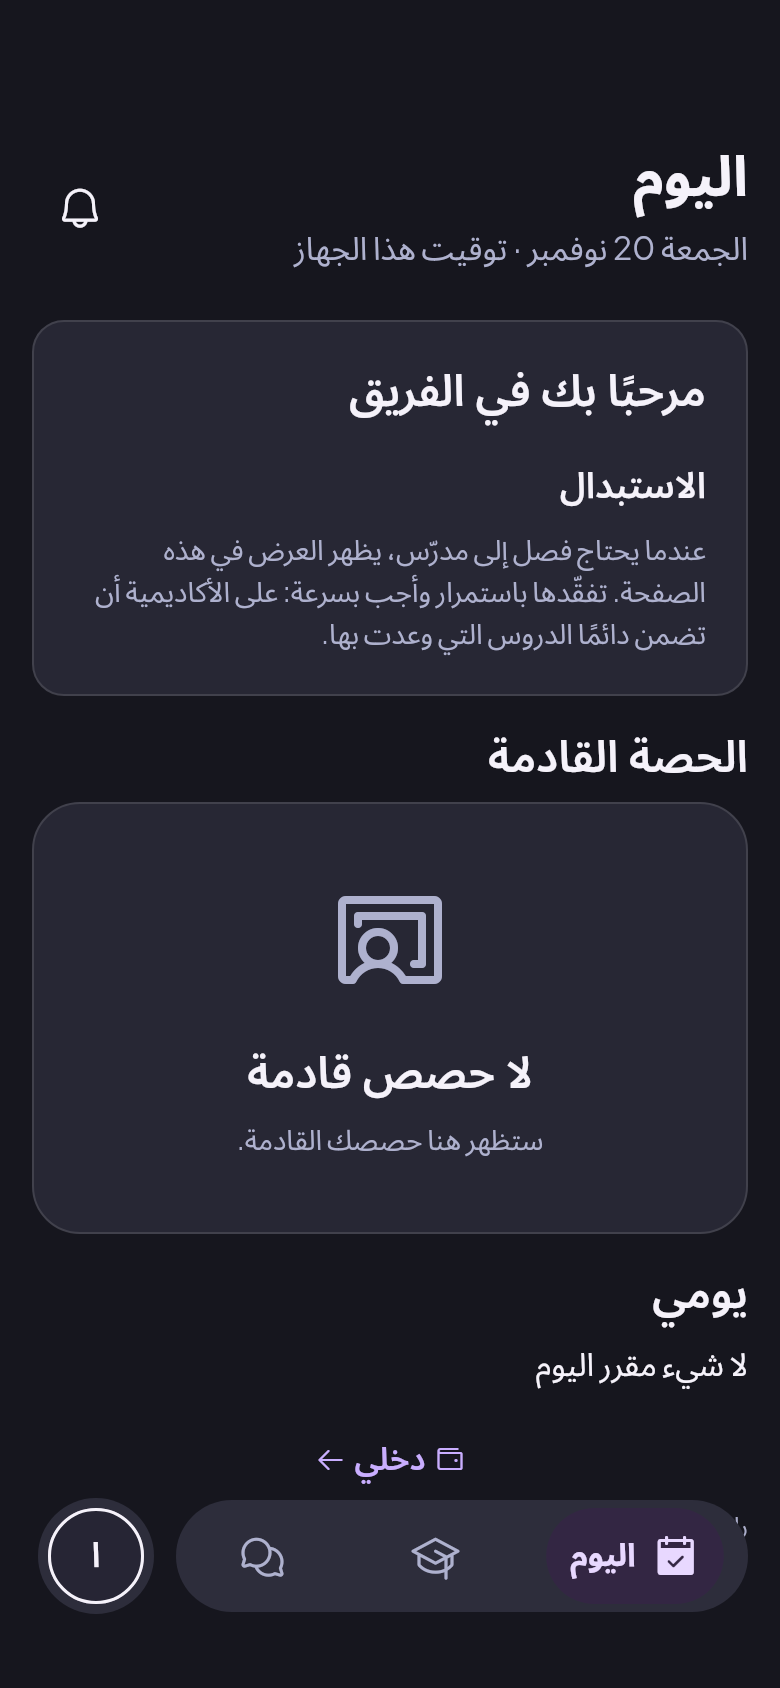 اليوم
الجمعة 20 نوفمبر · توقيت هذا الجهاز
مرحبًا بك في الفريق
الاستبدال
عندما يحتاج فصل إلى مدرّس، يظهر العرض في هذه
الصفحة. تفقّدها باستمرار وأجب بسرعة: على الأكاديمية أن
تضمن دائمًا الدروس التي وعدت بها.
الحصة القادمة
لا حصص قادمة
ستظهر هنا حصصك القادمة.
يومي
لا شيء مقرر اليوم
دخلي ←
اليوم
ا